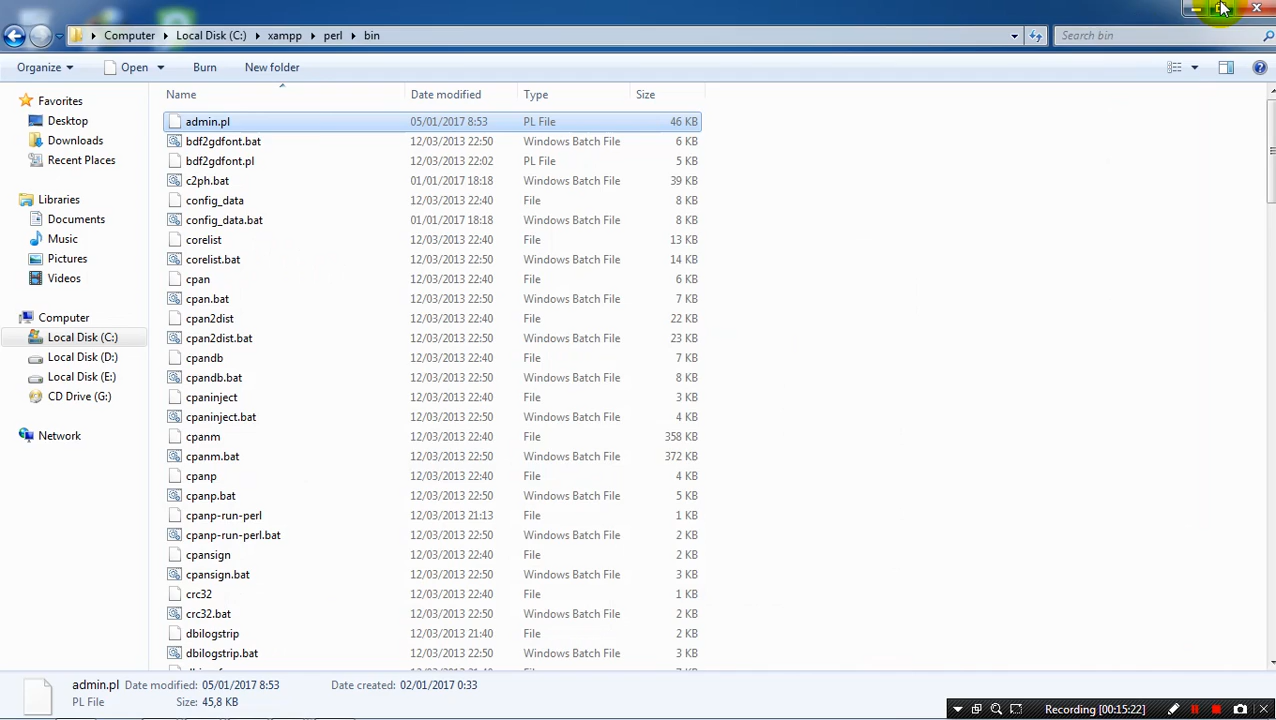 Computer Local Disk (C:) xampp perl bin Search bin
Organize Open Burn New folder
Name Date modified Type Size
Favorites
Desktop
Downloads
Recent Places
Libraries
Documents
Music
Pictures
Videos
Computer
Local Disk (C:)
Local Disk (D:)
Local Disk (E:)
CD Drive (G:)
Network
admin.pl 05/01/2017 8:53 PL File 46 KB
bdf2gdfont.bat 12/03/2013 22:50 Windows Batch File 6 KB
bdf2gdfont.pl 12/03/2013 22:02 PL File 5 KB
c2ph.bat 01/01/2017 18:18 Windows Batch File 39 KB
config_data 12/03/2013 22:40 File 8 KB
config_data.bat 01/01/2017 18:18 Windows Batch File 8 KB
corelist 12/03/2013 22:40 File 13 KB
corelist.bat 12/03/2013 22:50 Windows Batch File 14 KB
cpan 12/03/2013 22:40 File 6 KB
cpan.bat 12/03/2013 22:50 Windows Batch File 7 KB
cpan2dist 12/03/2013 22:40 File 22 KB
cpan2dist.bat 12/03/2013 22:50 Windows Batch File 23 KB
cpandb 12/03/2013 22:40 File 7 KB
cpandb.bat 12/03/2013 22:50 Windows Batch File 8 KB
cpaninject 12/03/2013 22:40 File 3 KB
cpaninject.bat 12/03/2013 22:50 Windows Batch File 4 KB
cpanm 12/03/2013 22:40 File 358 KB
cpanm.bat 12/03/2013 22:50 Windows Batch File 372 KB
cpanp 12/03/2013 22:40 File 4 KB
cpanp.bat 12/03/2013 22:50 Windows Batch File 5 KB
cpanp-run-perl 12/03/2013 21:13 File 1 KB
cpanp-run-perl.bat 12/03/2013 22:50 Windows Batch File 2 KB
cpansign 12/03/2013 22:40 File 2 KB
cpansign.bat 12/03/2013 22:50 Windows Batch File 3 KB
crc32 12/03/2013 22:40 File 1 KB
crc32.bat 12/03/2013 22:50 Windows Batch File 2 KB
dbilogstrip 12/03/2013 21:40 File 2 KB
dbilogstrip.bat 12/03/2013 22:50 Windows Batch File 3 KB
admin.pl Date modified: 05/01/2017 8:53 Date created: 02/01/2017 0:33
PL File Size: 45,8 KB
Recording [00:15:22]